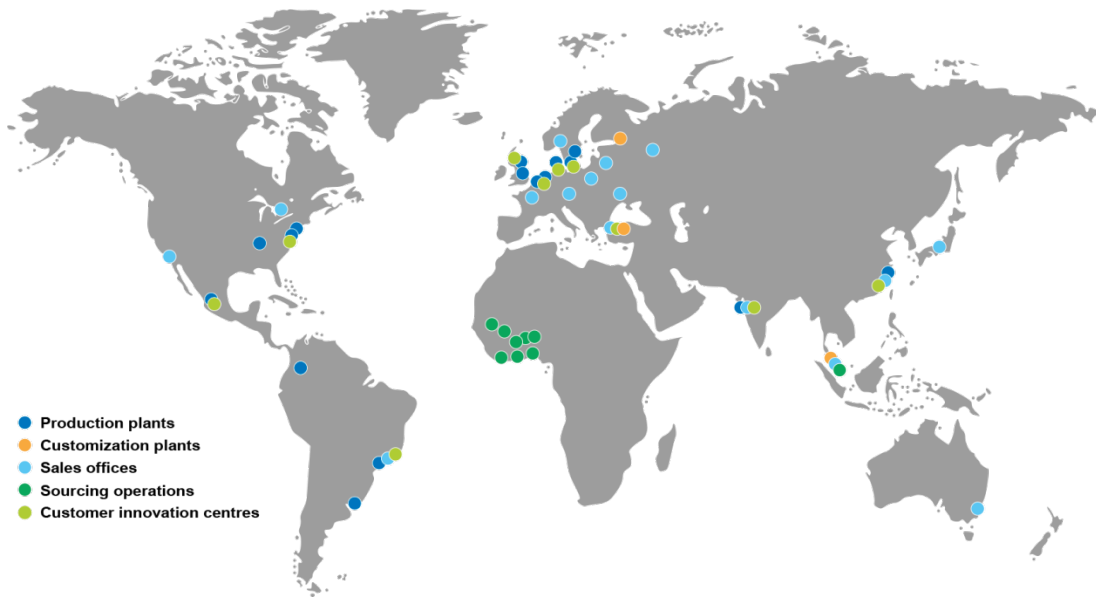 Production plants
Customization plants
Sales offices
Sourcing operations
Customer innovation centres